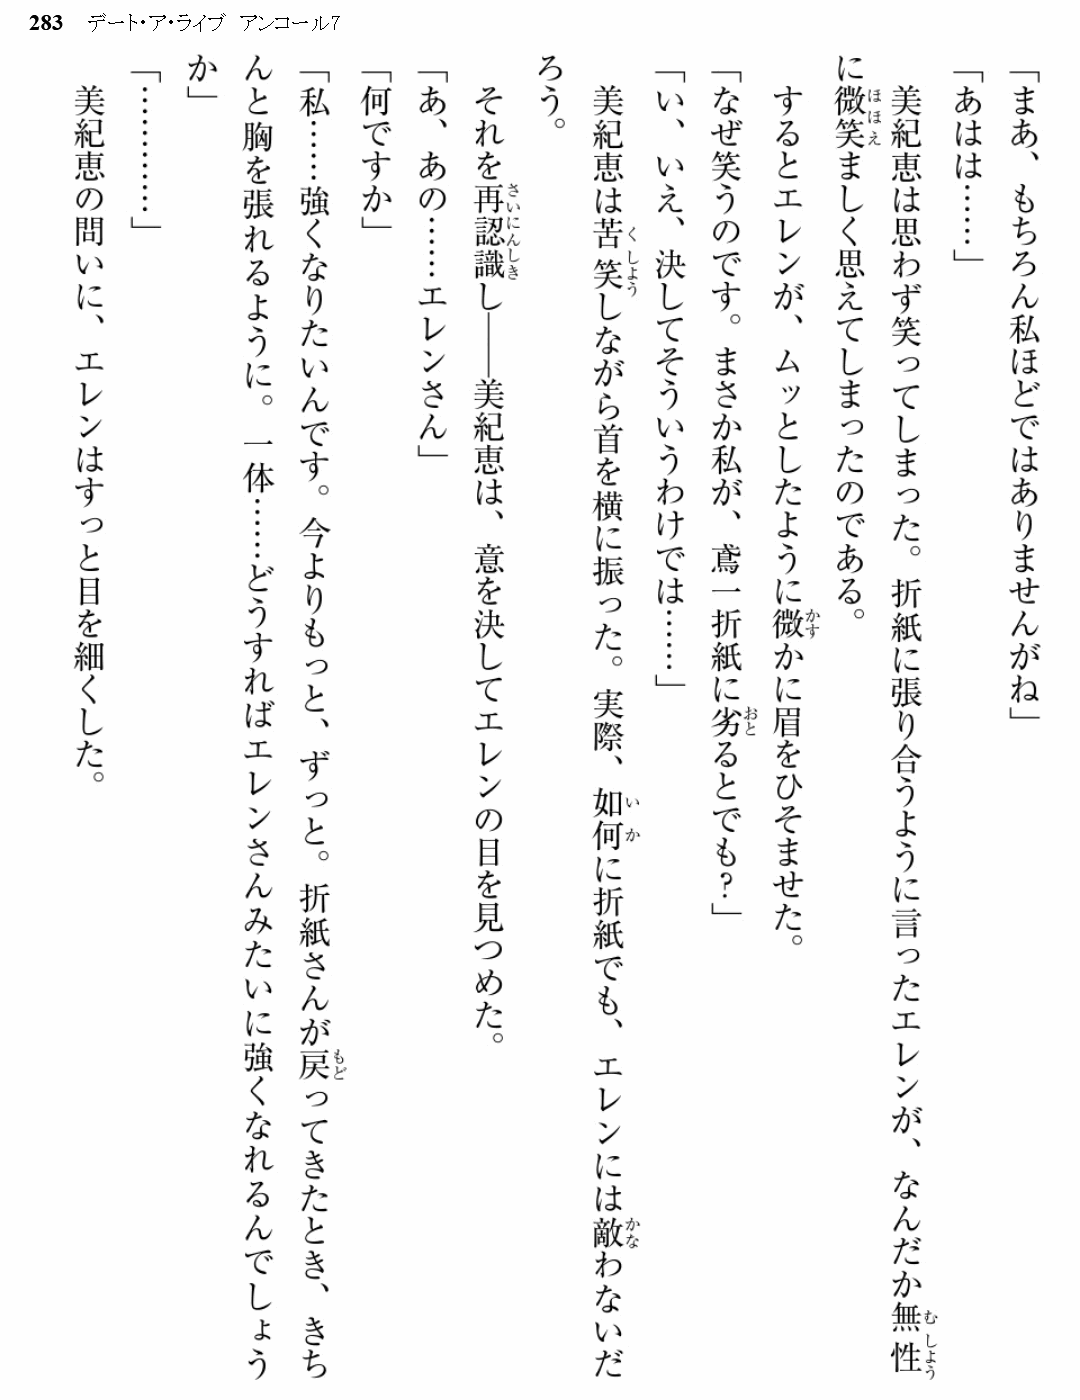 283 デート・ア・ライブ アンコール7
「まあ、もちろん私ほどではありませんがね」
「あはは……」
美紀恵は思わず笑ってしまった。折紙に張り合うように言ったエレンが、なんだか無性
に微笑ましく思えてしまったのである。
するとエレンが、ムッとしたように微かに眉をひそませた。
「なぜ笑うのです。まさか私が、鳶一折紙に劣るとでも？」
「い、いえ、決してそういうわけでは……」
美紀恵は苦笑しながら首を横に振った。実際、如何に折紙でも、エレンには敵わないだ
ろう。
それを再認識し――美紀恵は、意を決してエレンの目を見つめた。
「あ、あの……エレンさん」
「何ですか」
「私……強くなりたいんです。今よりもっと、ずっと。折紙さんが戻ってきたとき、きち
んと胸を張れるように。一体……どうすればエレンさんみたいに強くなれるんでしょう
か」
「…………」
美紀恵の問いに、エレンはすっと目を細くした。